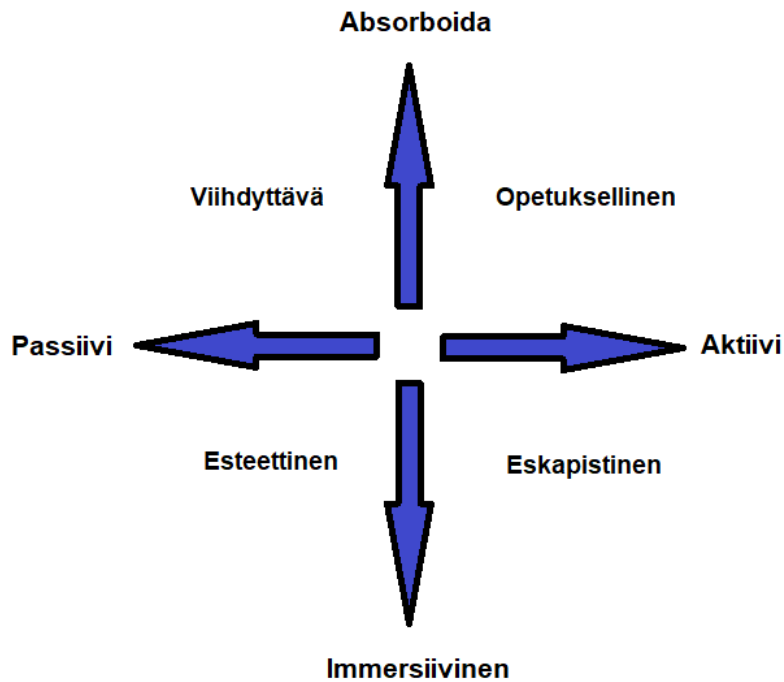 Absorboida
Viihdyttävä
Opetuksellinen
Passiivi
Aktiivi
Esteettinen
Eskapistinen
Immersiivinen